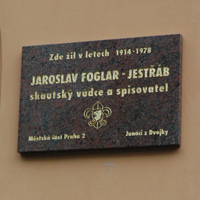 Zde žil v letech 1914-1978
JAROSLAV FOGLAR - JESTŘÁB
skautský vůdce a spisovatel
Městská část Praha 2
Junáci z Dvojky